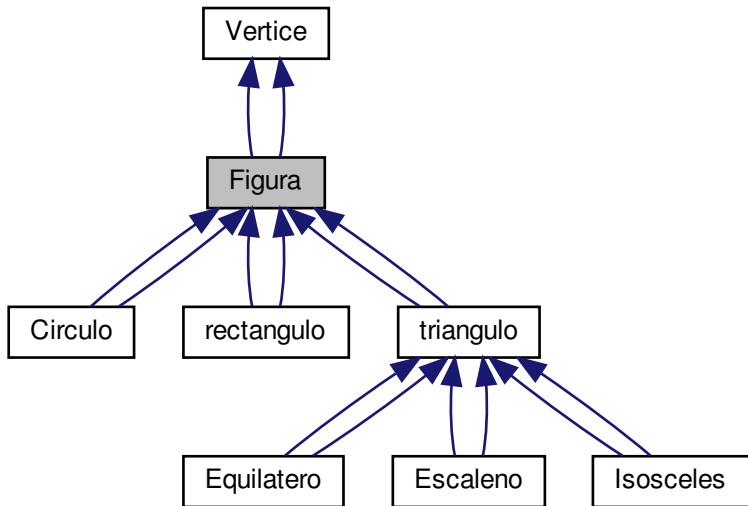 Vertice
Figura
Circulo
rectangulo
triangulo
Equilatero
Escaleno
Isosceles